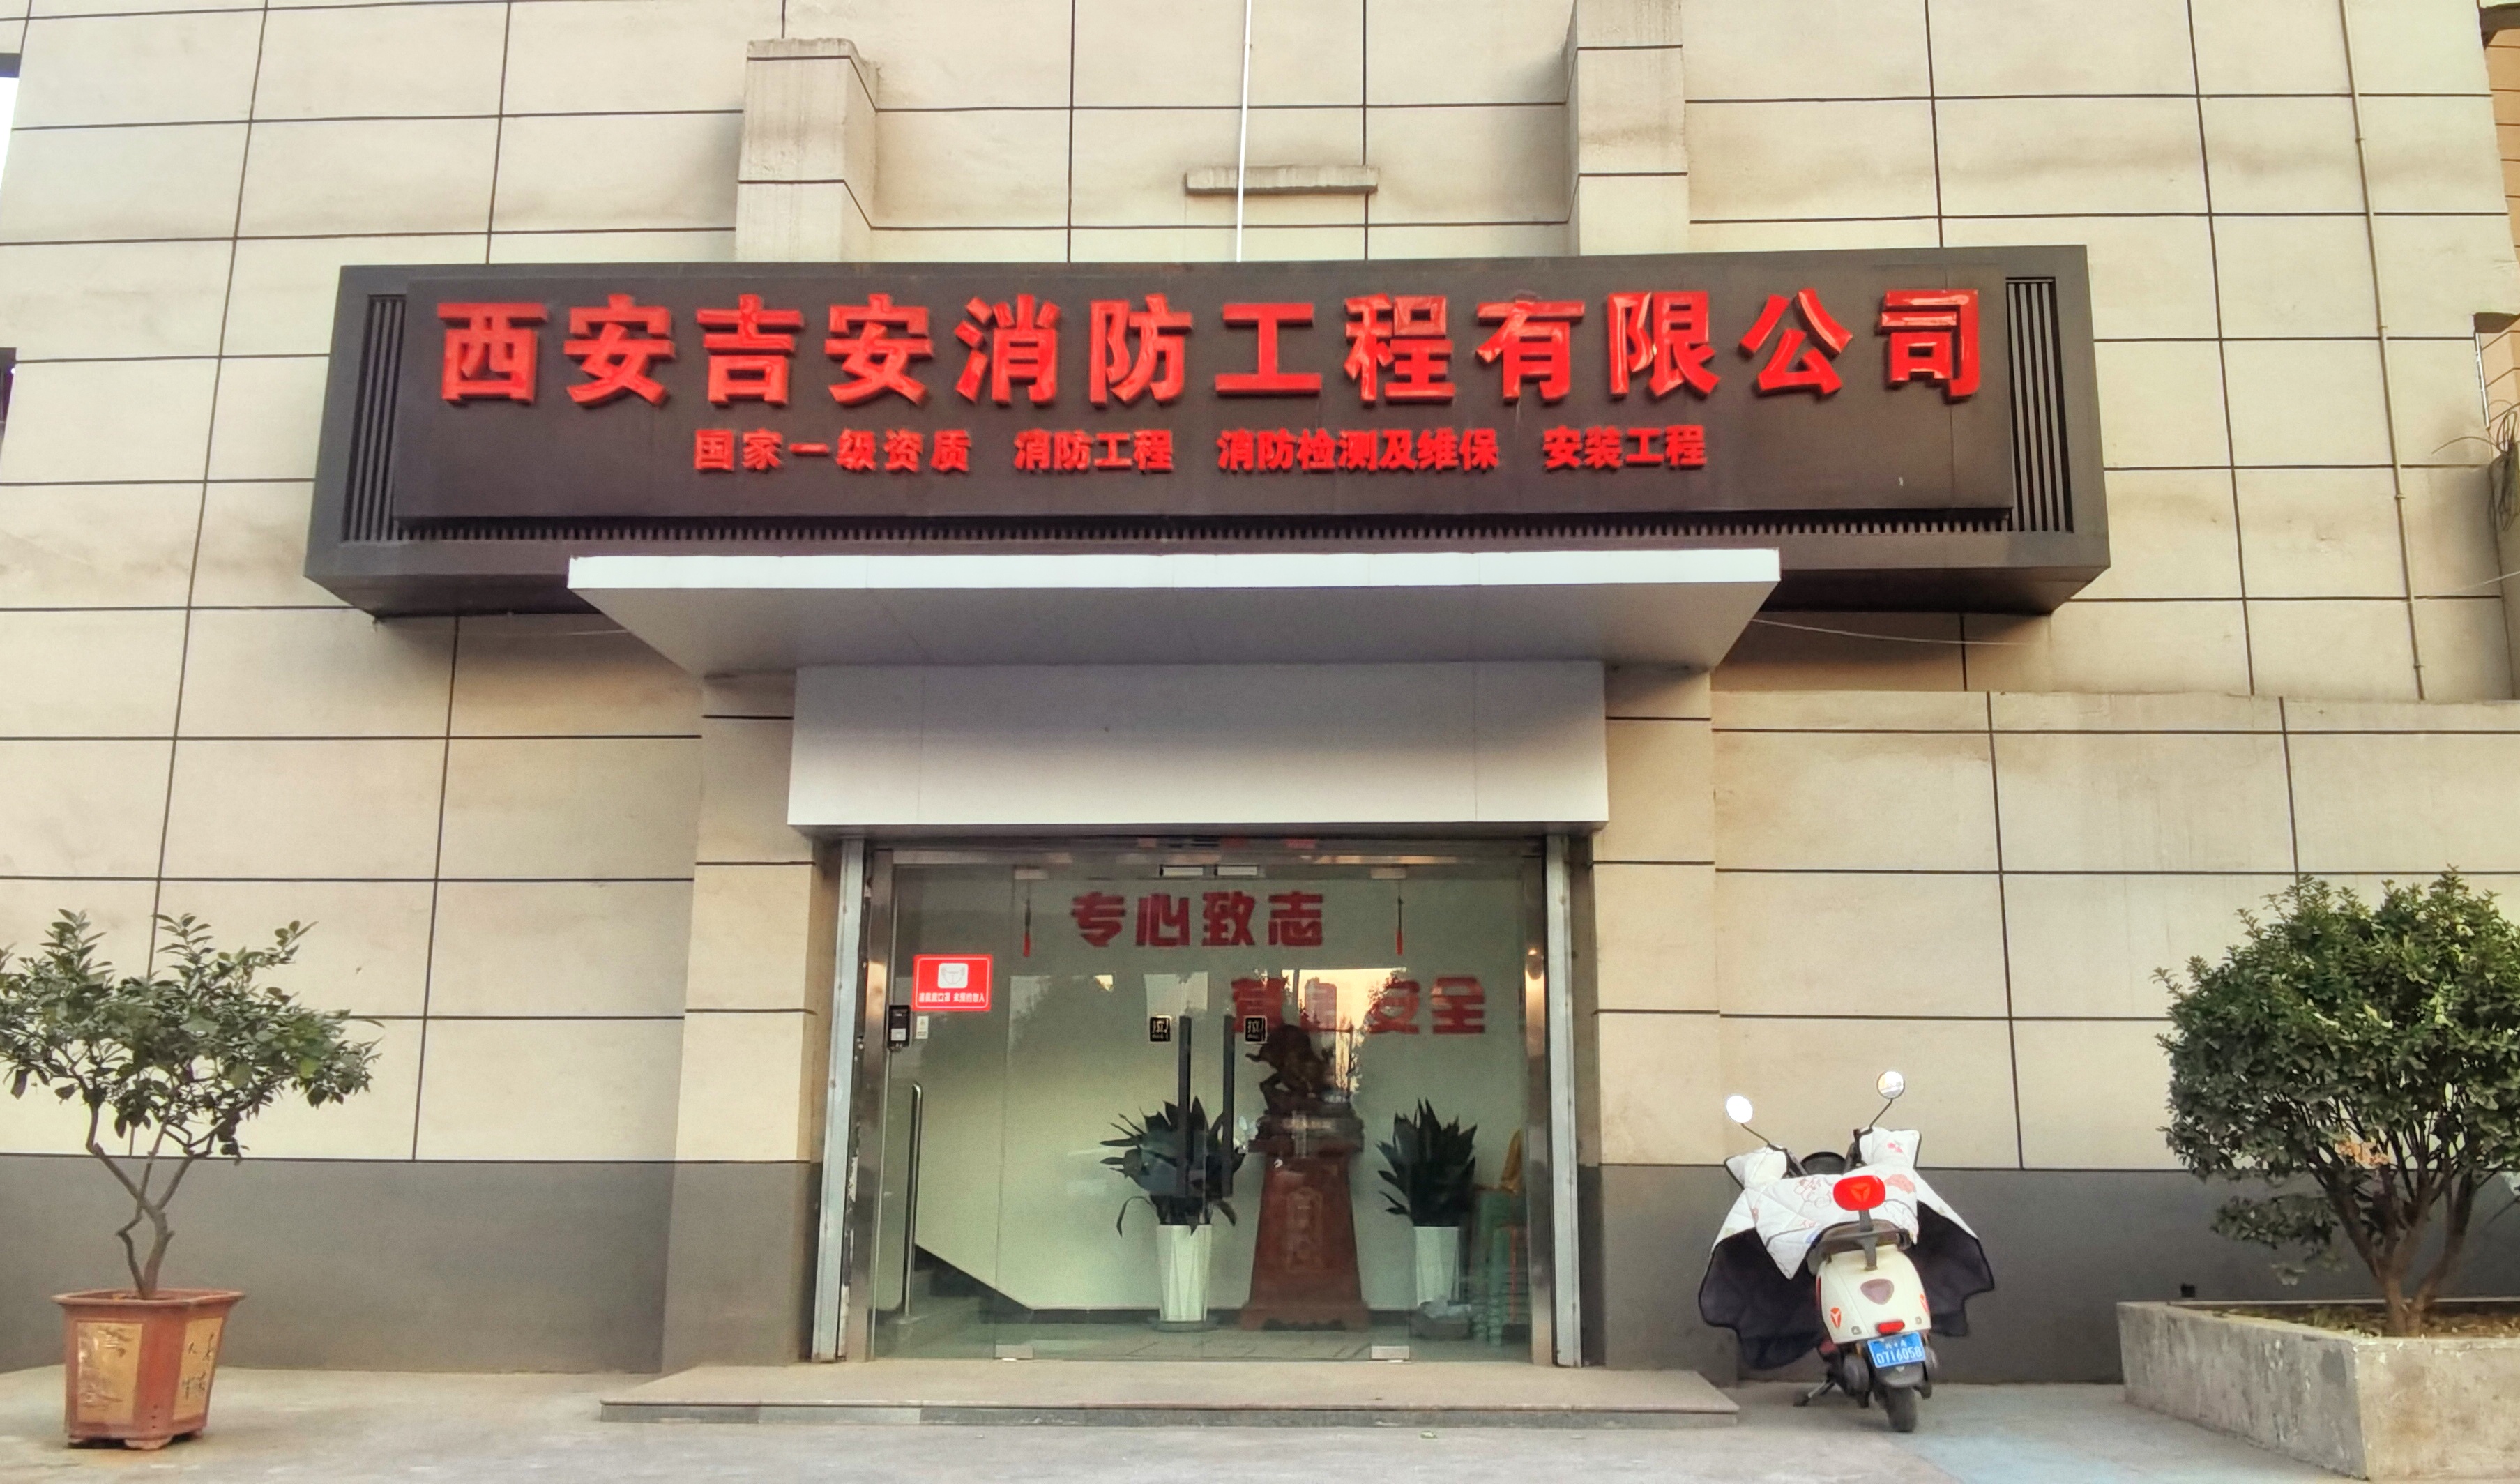 西安吉安消防工程有限公司
国家一级资质 消防工程 消防检测及维保 安装工程
专心致志
安全
拉
拉
0716058